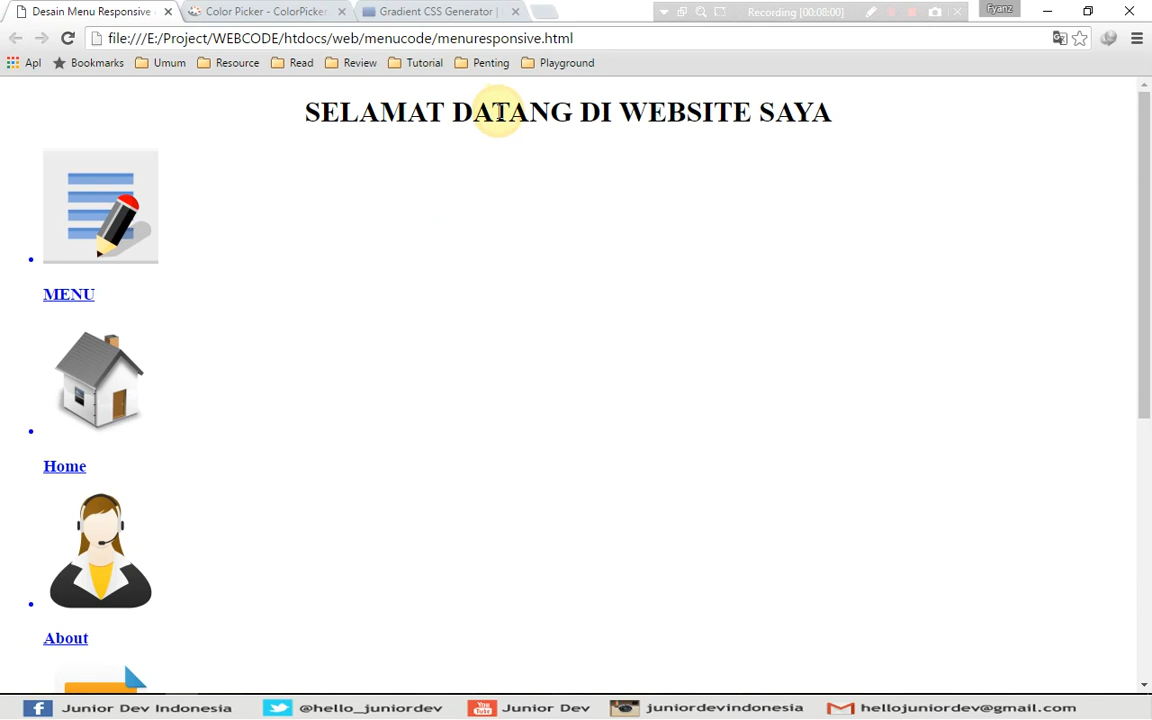 Desain Menu Responsive
Color Picker - ColorPicker
Gradient CSS Generator |
Recording [00:08:00]
Fyanz
file:///E:/Project/WEBCODE/htdocs/web/menucode/menuresponsive.html
Apl
Bookmarks
Umum
Resource
Read
Review
Tutorial
Penting
Playground
SELAMAT DATANG DI WEBSITE SAYA
MENU
Home
About
Junior Dev Indonesia
@hello_juniordev
You Tube
Junior Dev
juniordevindonesia
hellojuniordev@gmail.com